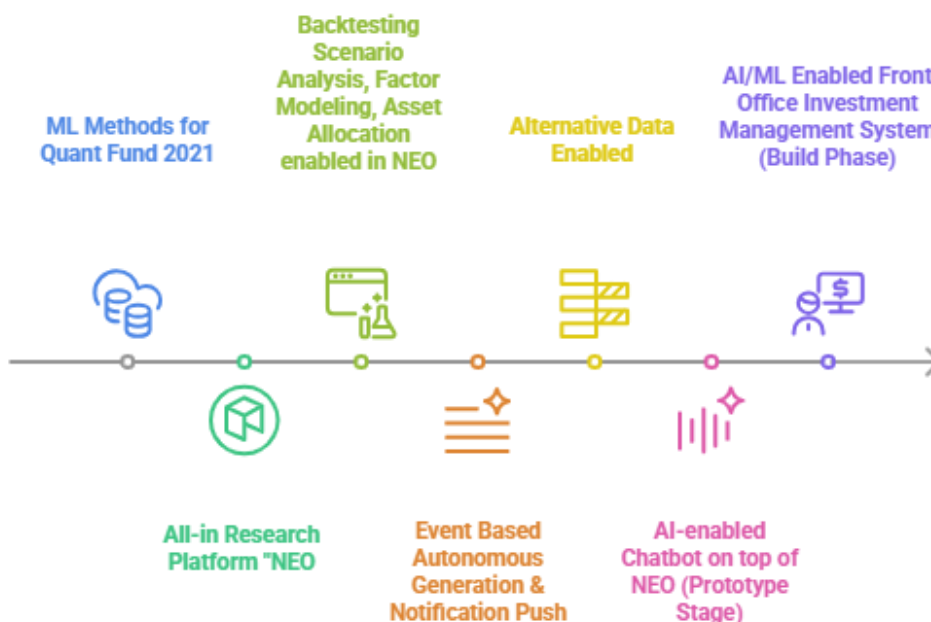 ML Methods for
Quant Fund 2021
All-in Research
Platform "NEO
Backtesting
Scenario
Analysis, Factor
Modeling, Asset
Allocation
enabled in NEO
Event Based
Autonomous
Generation &
Notification Push
Alternative Data
Enabled
AI-enabled
Chatbot on top of
NEO (Prototype
Stage)
AI/ML Enabled Front
Office Investment
Management System
(Build Phase)
$